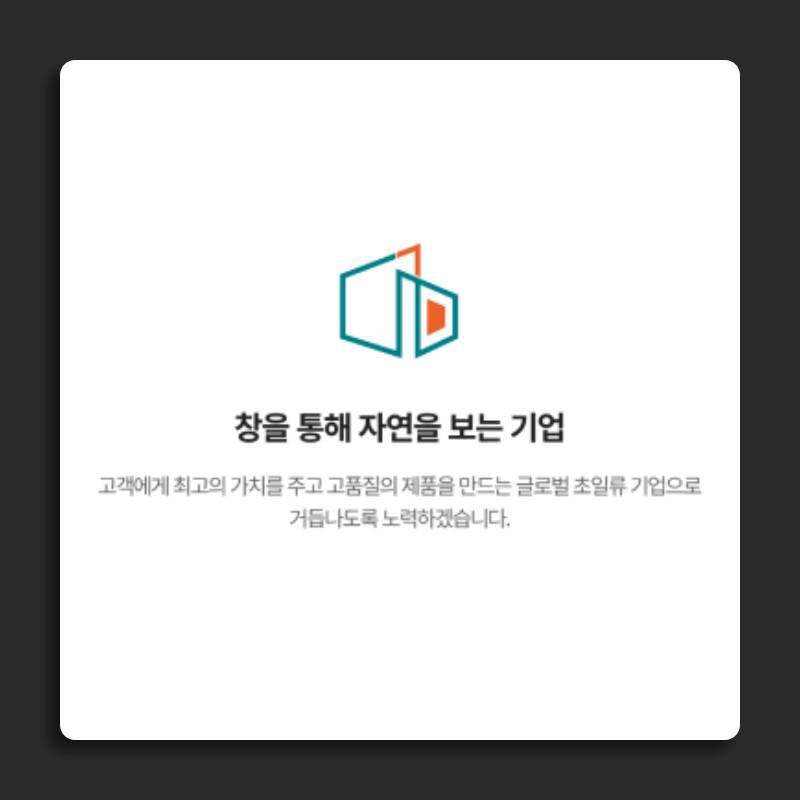 창을 통해 자연을 보는 기업
고객에게 최고의 가치를 주고 고품질의 제품을 만드는 글로벌 초일류 기업으로
거듭나도록 노력하겠습니다.